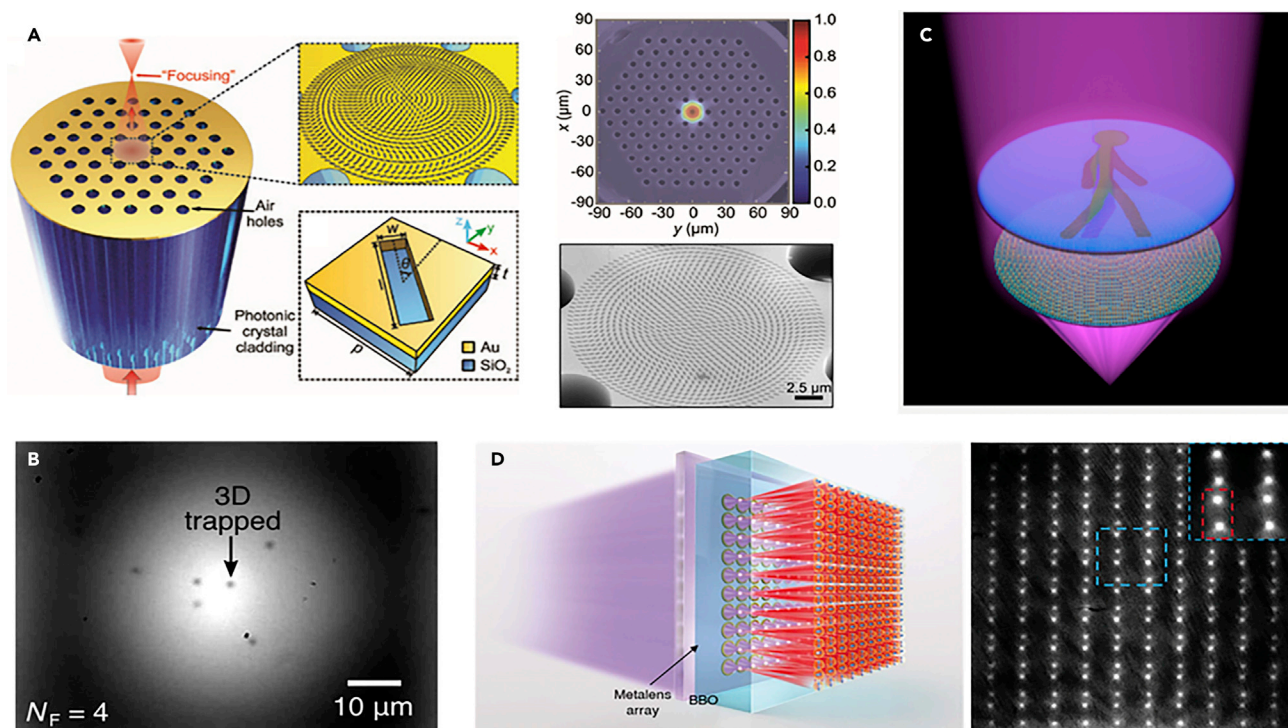 A
"Focusing"
Air
holes
Photonic
crystal
cladding
W
θ
l
t
p
z
y
x
Au
SiO₂
90
60
30
0
-30
-60
-90
x (µm)
-90 -60 -30 0 30 60 90
y (µm)
1.0
0.8
0.6
0.4
0.2
0.0
2.5 µm
C
B
3D
trapped
10 µm
N_F = 4
D
Metalens
array
BBO